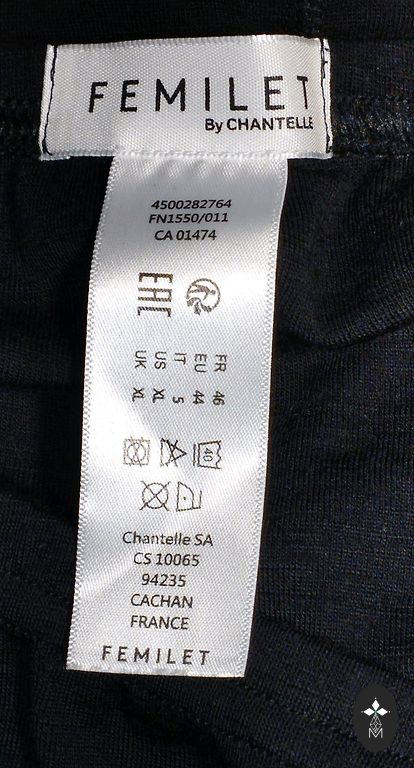 FEMILET
By CHANTELLE
4500282764
FN1550/011
CA 01474
EAC
FR 46
EU 44
IT 5
US XL
UK XL
40
Chantelle SA
CS 10065
94235
CACHAN
FRANCE
FEMILET
M